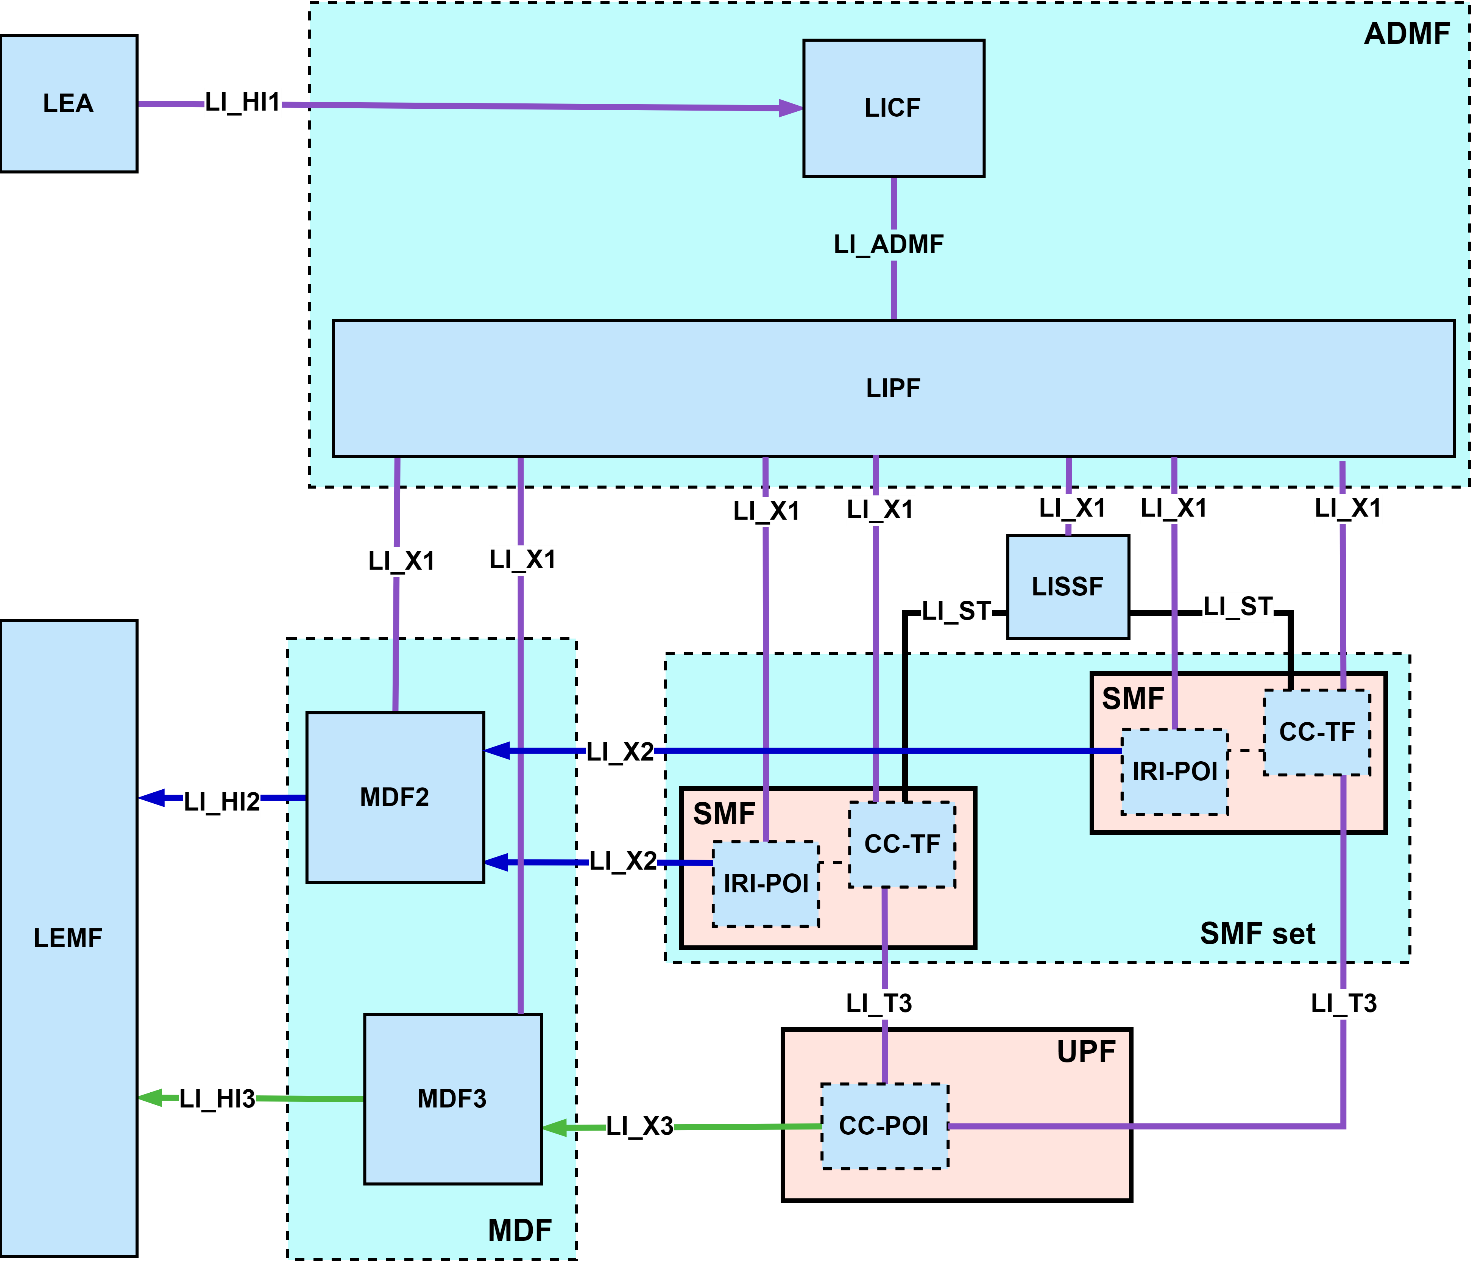 ADMF
LEA
LI_HI1
LICF
LI_ADMF
LIPF
LI_X1
LI_X1
LI_X1
LI_X1
LI_X1
LI_X1
LI_X1
LISSF
LI_ST
LI_ST
SMF
CC-TF
IRI-POI
LI_X2
MDF2
LI_HI2
SMF
CC-TF
IRI-POI
LI_X2
LEMF
SMF set
LI_T3
LI_T3
UPF
MDF3
LI_HI3
LI_X3
CC-POI
MDF